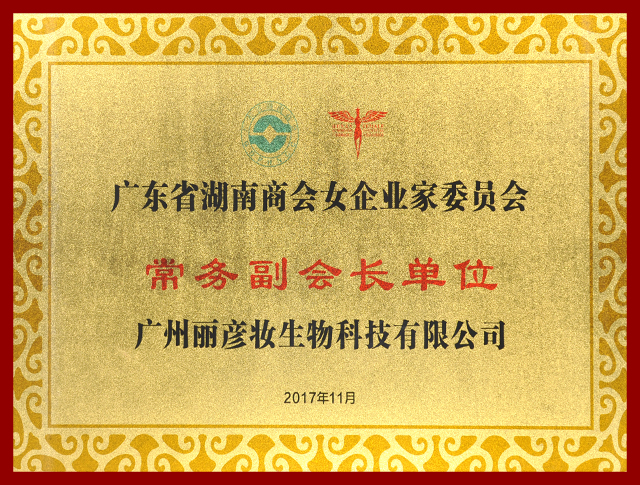 广东省湖南商会女企业家委员会
常务副会长单位
广州丽彦妆生物科技有限公司
2017年11月